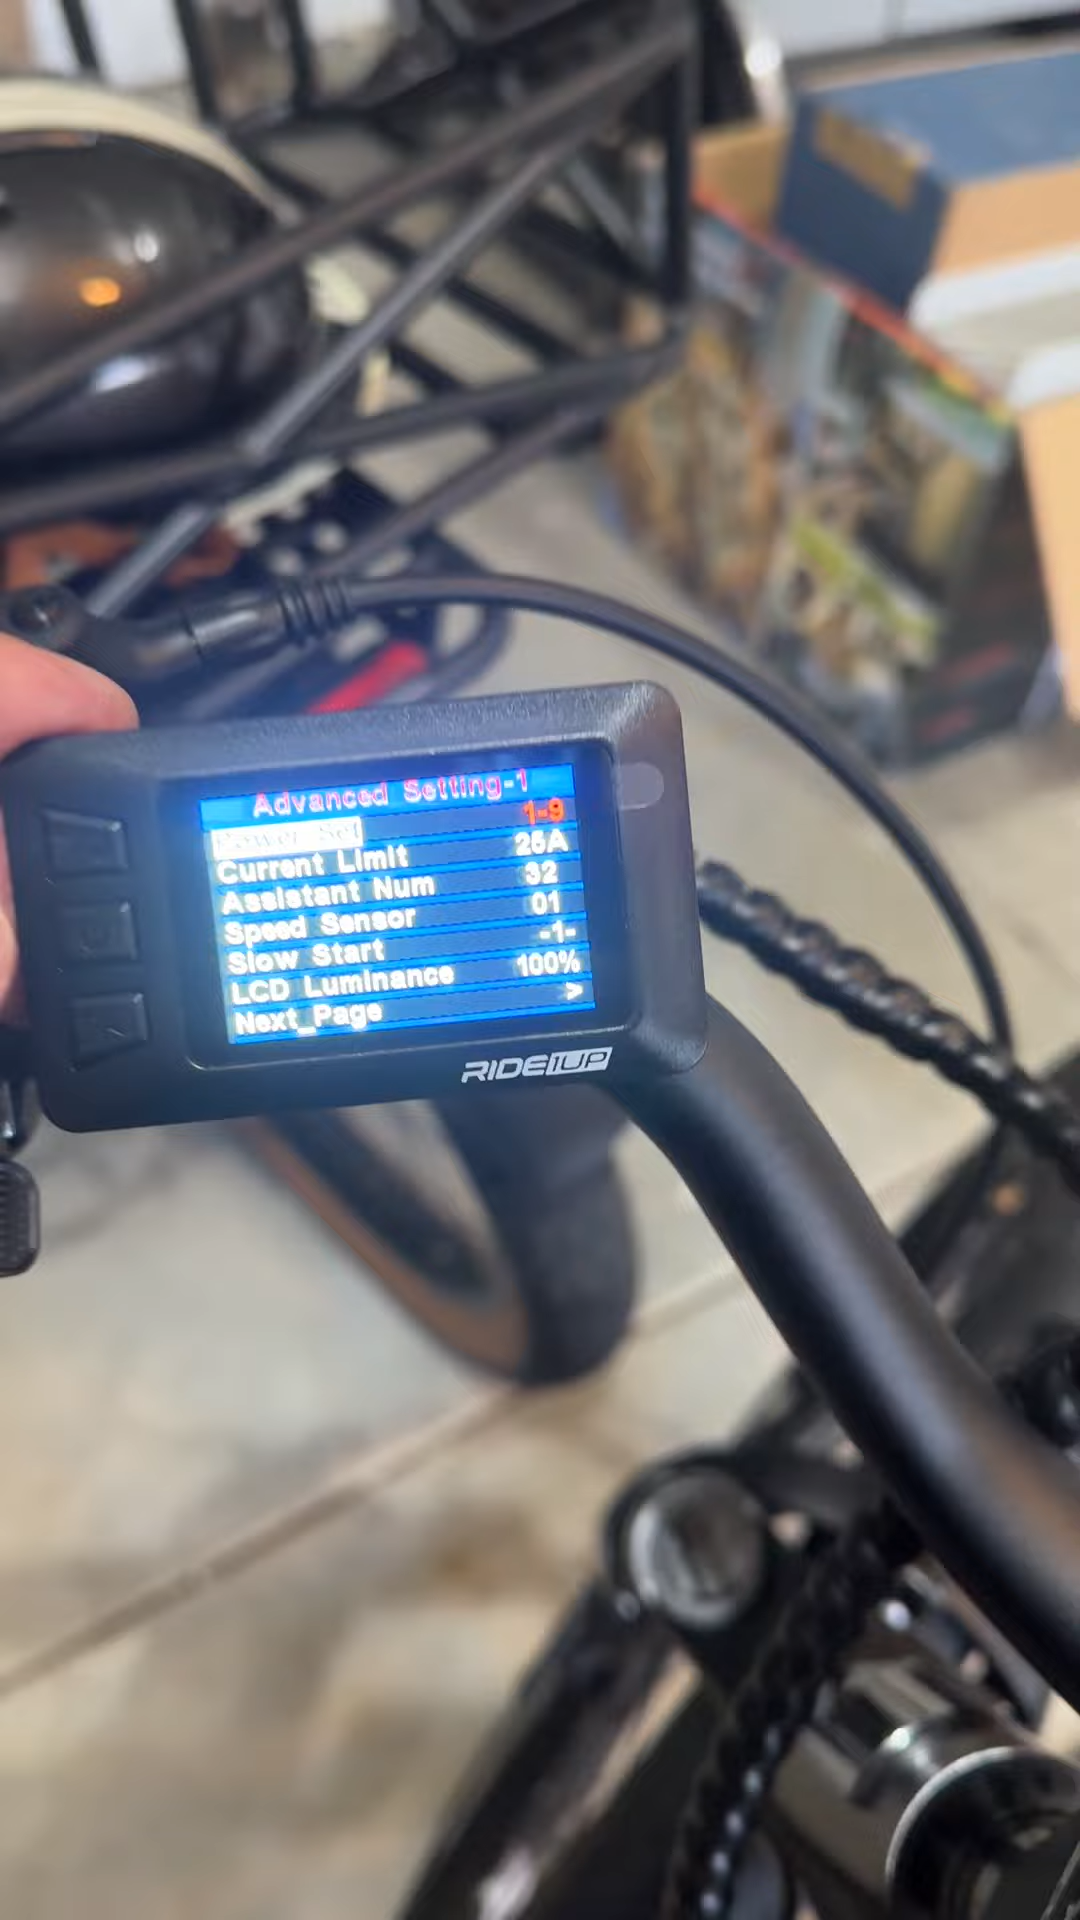 Advanced Setting-1
Power Set 1-9
Current Limit 25A
Assistant Num 32
Speed Sensor 01
Slow Start -1-
LCD Luminance 100%
Next_Page >
RIDE1UP